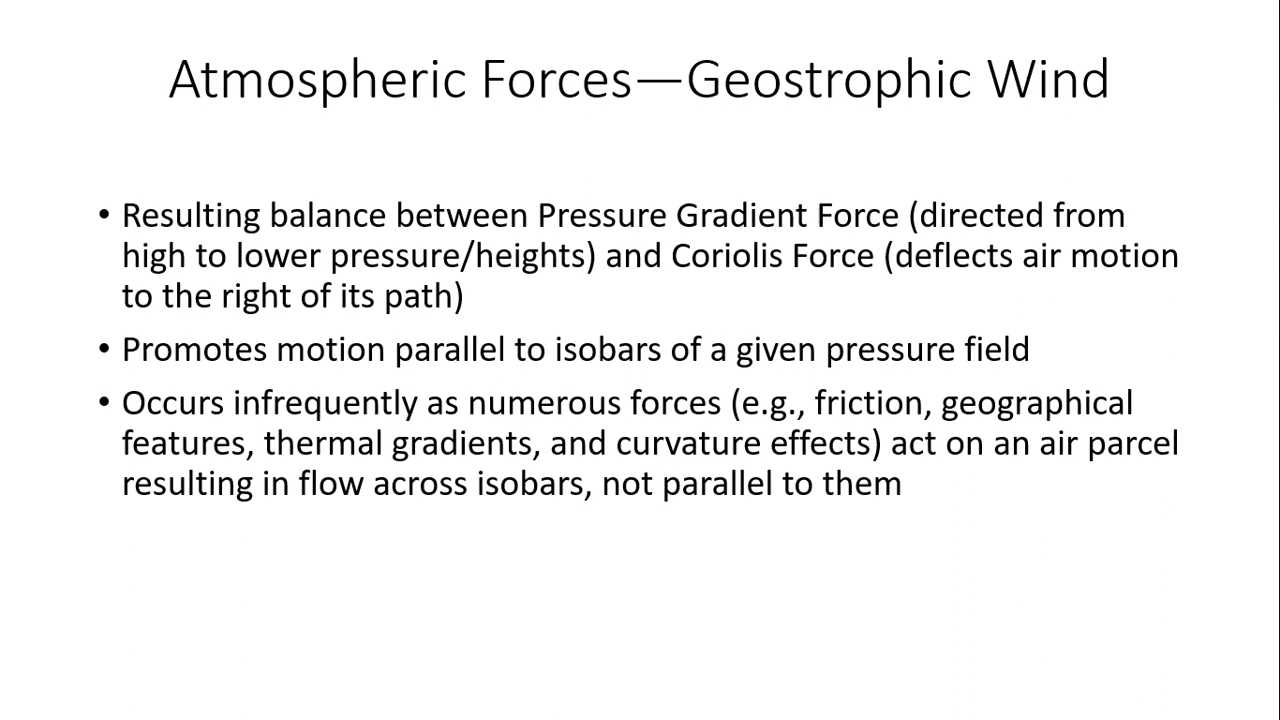 Atmospheric Forces—Geostrophic Wind
• Resulting balance between Pressure Gradient Force (directed from
high to lower pressure/heights) and Coriolis Force (deflects air motion
to the right of its path)
• Promotes motion parallel to isobars of a given pressure field
• Occurs infrequently as numerous forces (e.g., friction, geographical
features, thermal gradients, and curvature effects) act on an air parcel
resulting in flow across isobars, not parallel to them